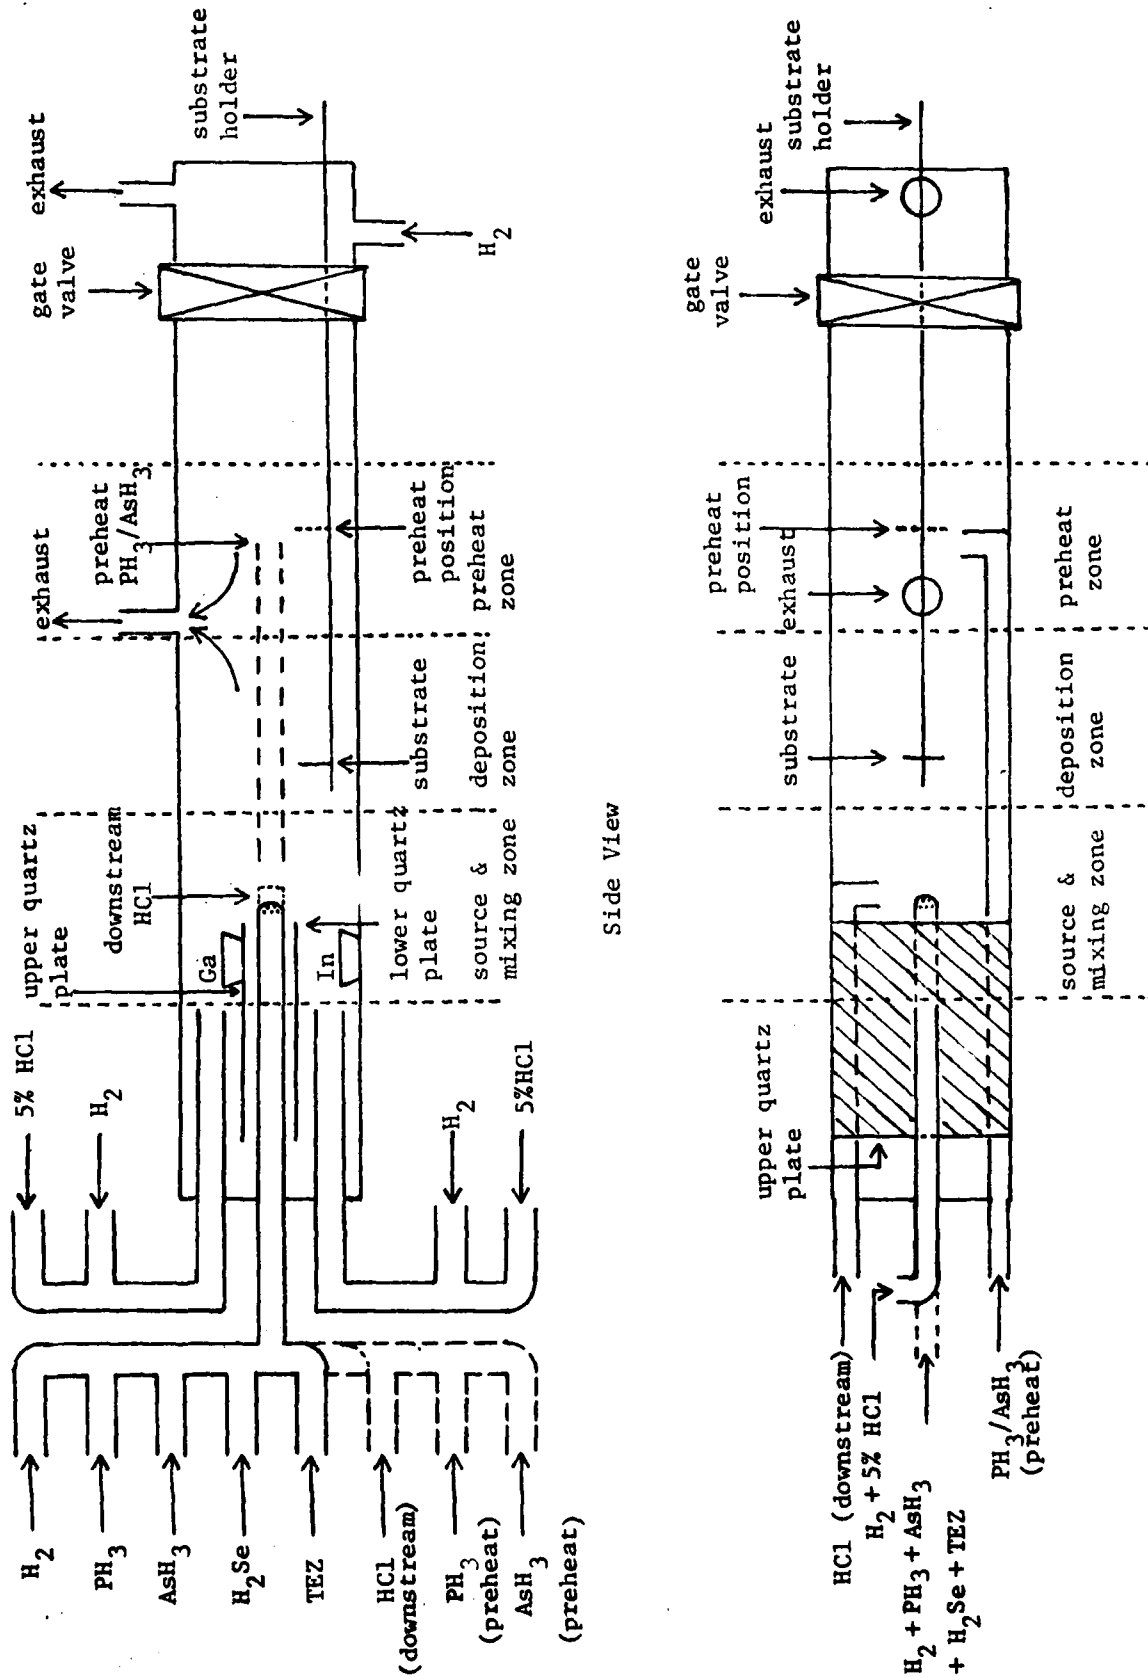 5% HCl
H2
H2
PH3
AsH3
H2Se
TEZ
HCl
(downstream)
PH3
(preheat)
AsH3
(preheat)
H2
5%HCl
upper quartz
plate
downstream
HCl
Ga
In
lower quartz
plate
source &
mixing zone
substrate
deposition
zone
exhaust
preheat
PH3/AsH3
preheat
position
preheat
zone
gate
valve
exhaust
H2
substrate
holder
Side View
HCl (downstream)
H2 + 5% HCl
H2 + PH3 + AsH3
+ H2Se + TEZ
PH3/AsH3
(preheat)
upper quartz
plate
source &
mixing zone
substrate
deposition
zone
exhaust
preheat
position
preheat
zone
gate
valve
exhaust
substrate
holder